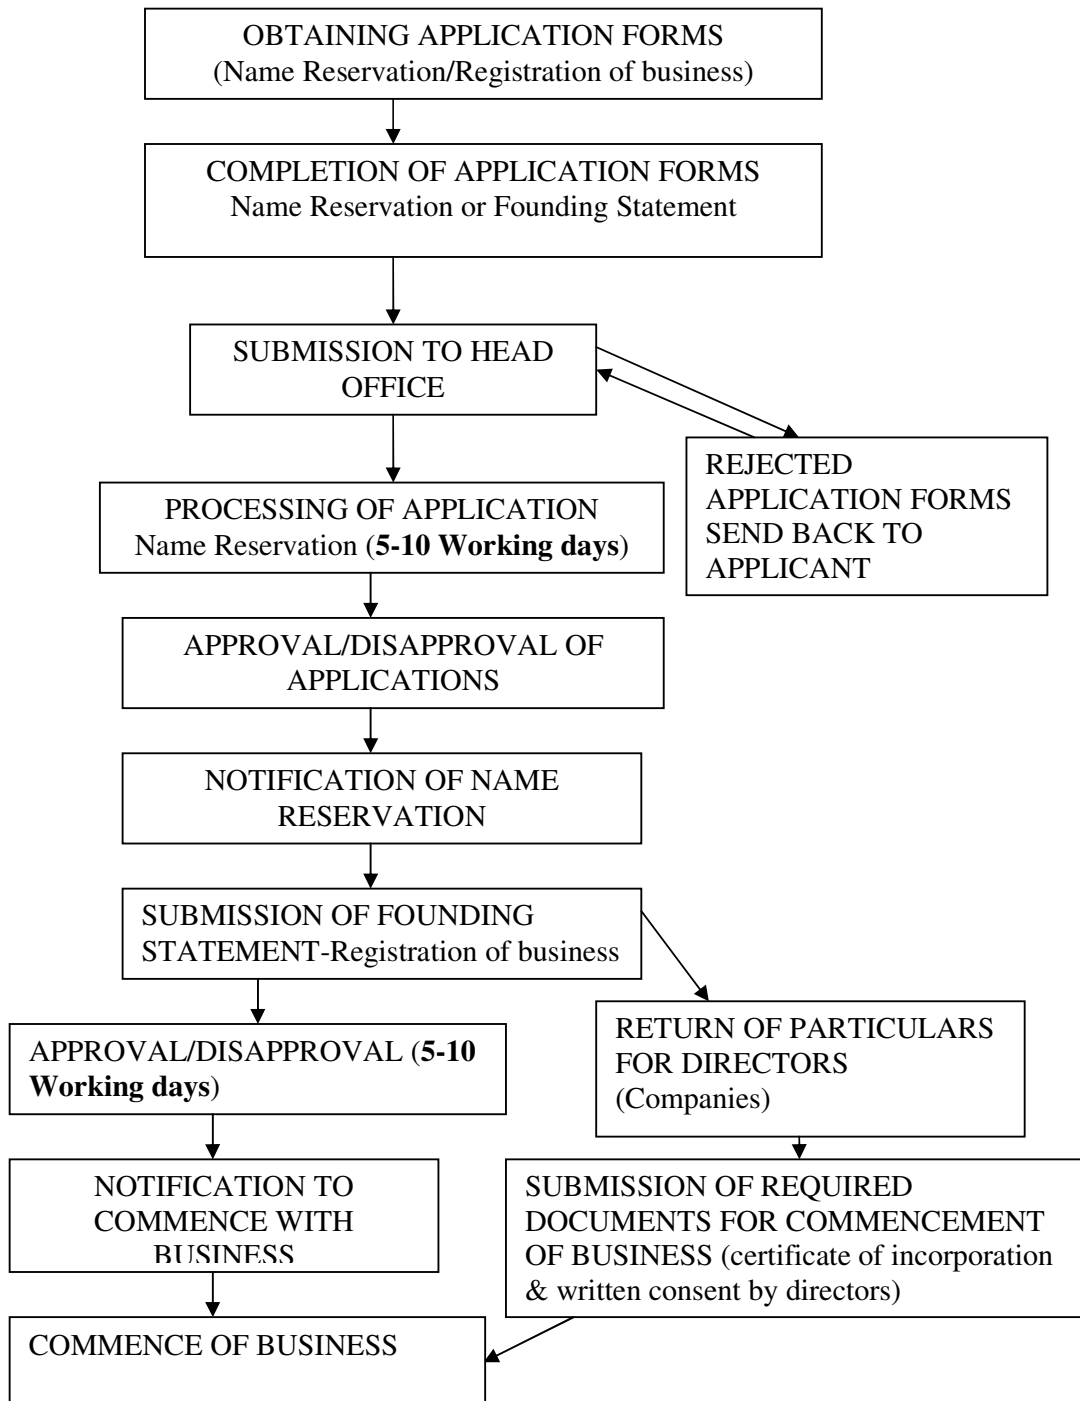 OBTAINING APPLICATION FORMS
(Name Reservation/Registration of business)
COMPLETION OF APPLICATION FORMS
Name Reservation or Founding Statement
SUBMISSION TO HEAD
OFFICE
REJECTED
APPLICATION FORMS
SEND BACK TO
APPLICANT
PROCESSING OF APPLICATION
Name Reservation (5-10 Working days)
APPROVAL/DISAPPROVAL OF
APPLICATIONS
NOTIFICATION OF NAME
RESERVATION
SUBMISSION OF FOUNDING
STATEMENT-Registration of business
APPROVAL/DISAPPROVAL (5-10
Working days)
RETURN OF PARTICULARS
FOR DIRECTORS
(Companies)
NOTIFICATION TO
COMMENCE WITH
BUSINESS
SUBMISSION OF REQUIRED
DOCUMENTS FOR COMMENCEMENT
OF BUSINESS (certificate of incorporation
& written consent by directors)
COMMENCE OF BUSINESS